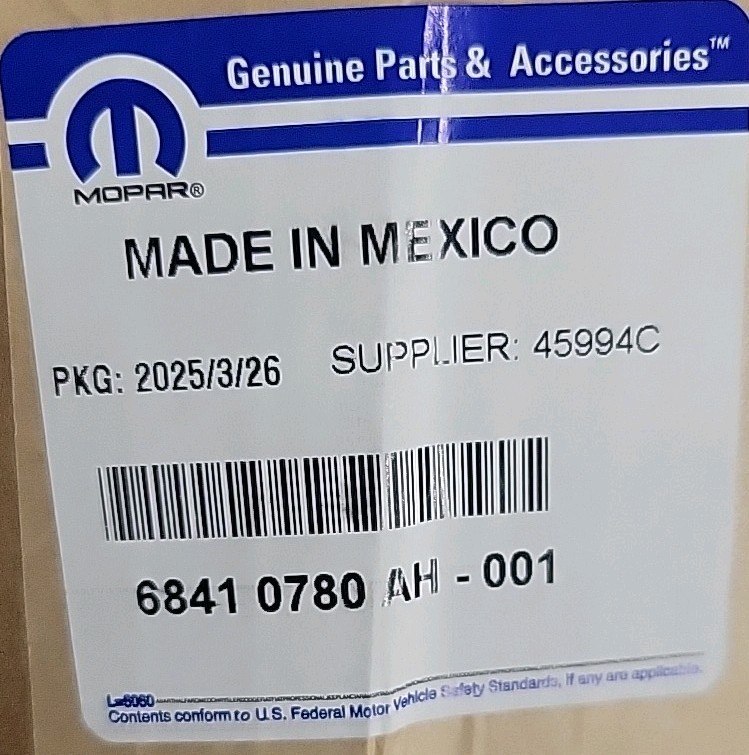 Genuine Parts & Accessories™
MOPAR®
MADE IN MEXICO
PKG: 2025/3/26 SUPPLIER: 45994C
6841 0780 AH - 001
L=6060
Contents conform to U.S. Federal Motor Vehicle Safety Standards, if any are applicable.